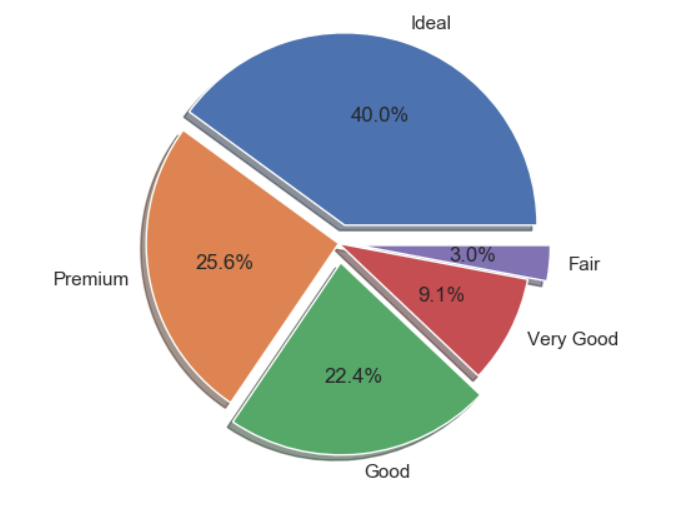 Ideal
40.0%
Premium
25.6%
Good
22.4%
Very Good
9.1%
Fair
3.0%